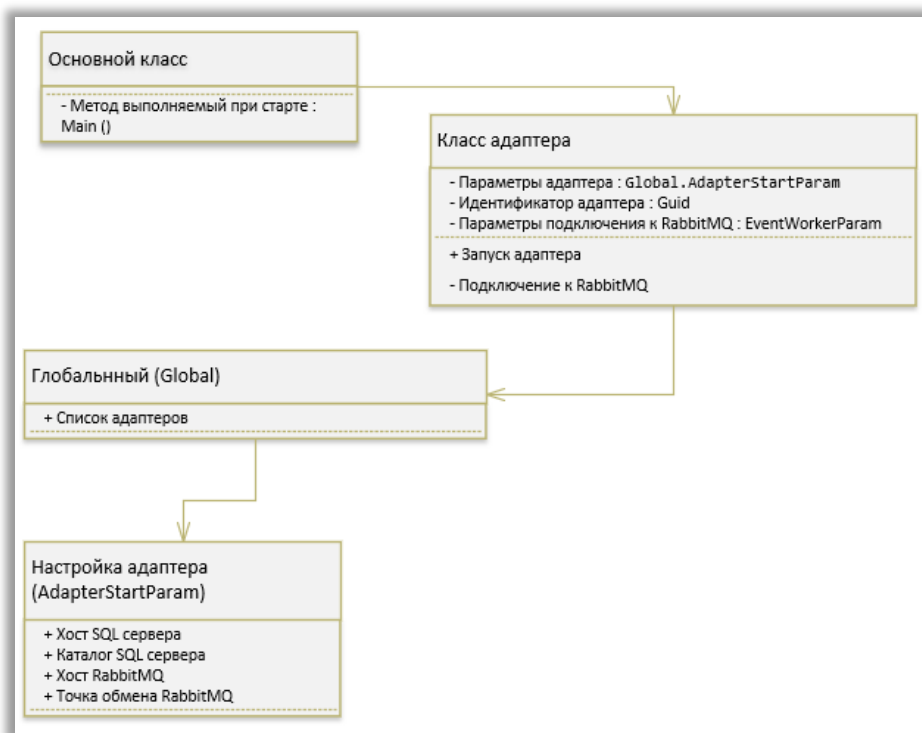 Основной класс
- Метод выполняемый при старте :
Main ()
Класс адаптера
- Параметры адаптера : Global.AdapterStartParam
- Идентификатор адаптера : Guid
- Параметры подключения к RabbitMQ : EventWorkerParam
+ Запуск адаптера
- Подключение к RabbitMQ
Глобальнный (Global)
+ Список адаптеров
Настройка адаптера
(AdapterStartParam)
+ Хост SQL сервера
+ Каталог SQL сервера
+ Хост RabbitMQ
+ Точка обмена RabbitMQ